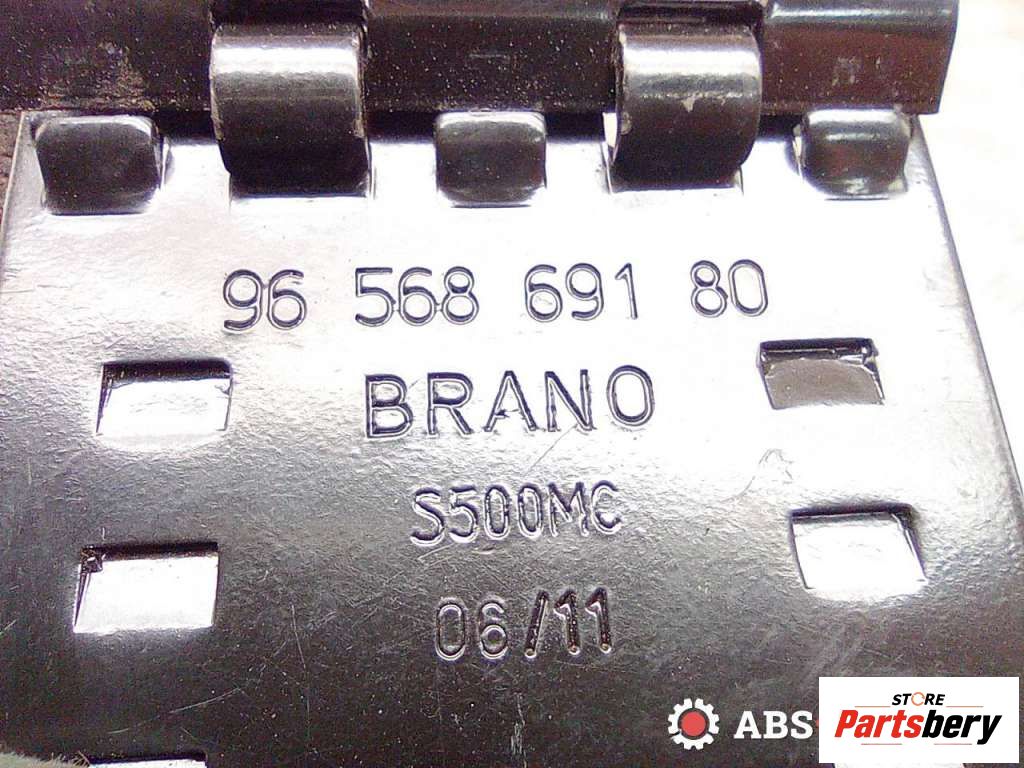 96 568 691 80
BRANO
S500MC
06/11
ABS
STORE
Partsbery